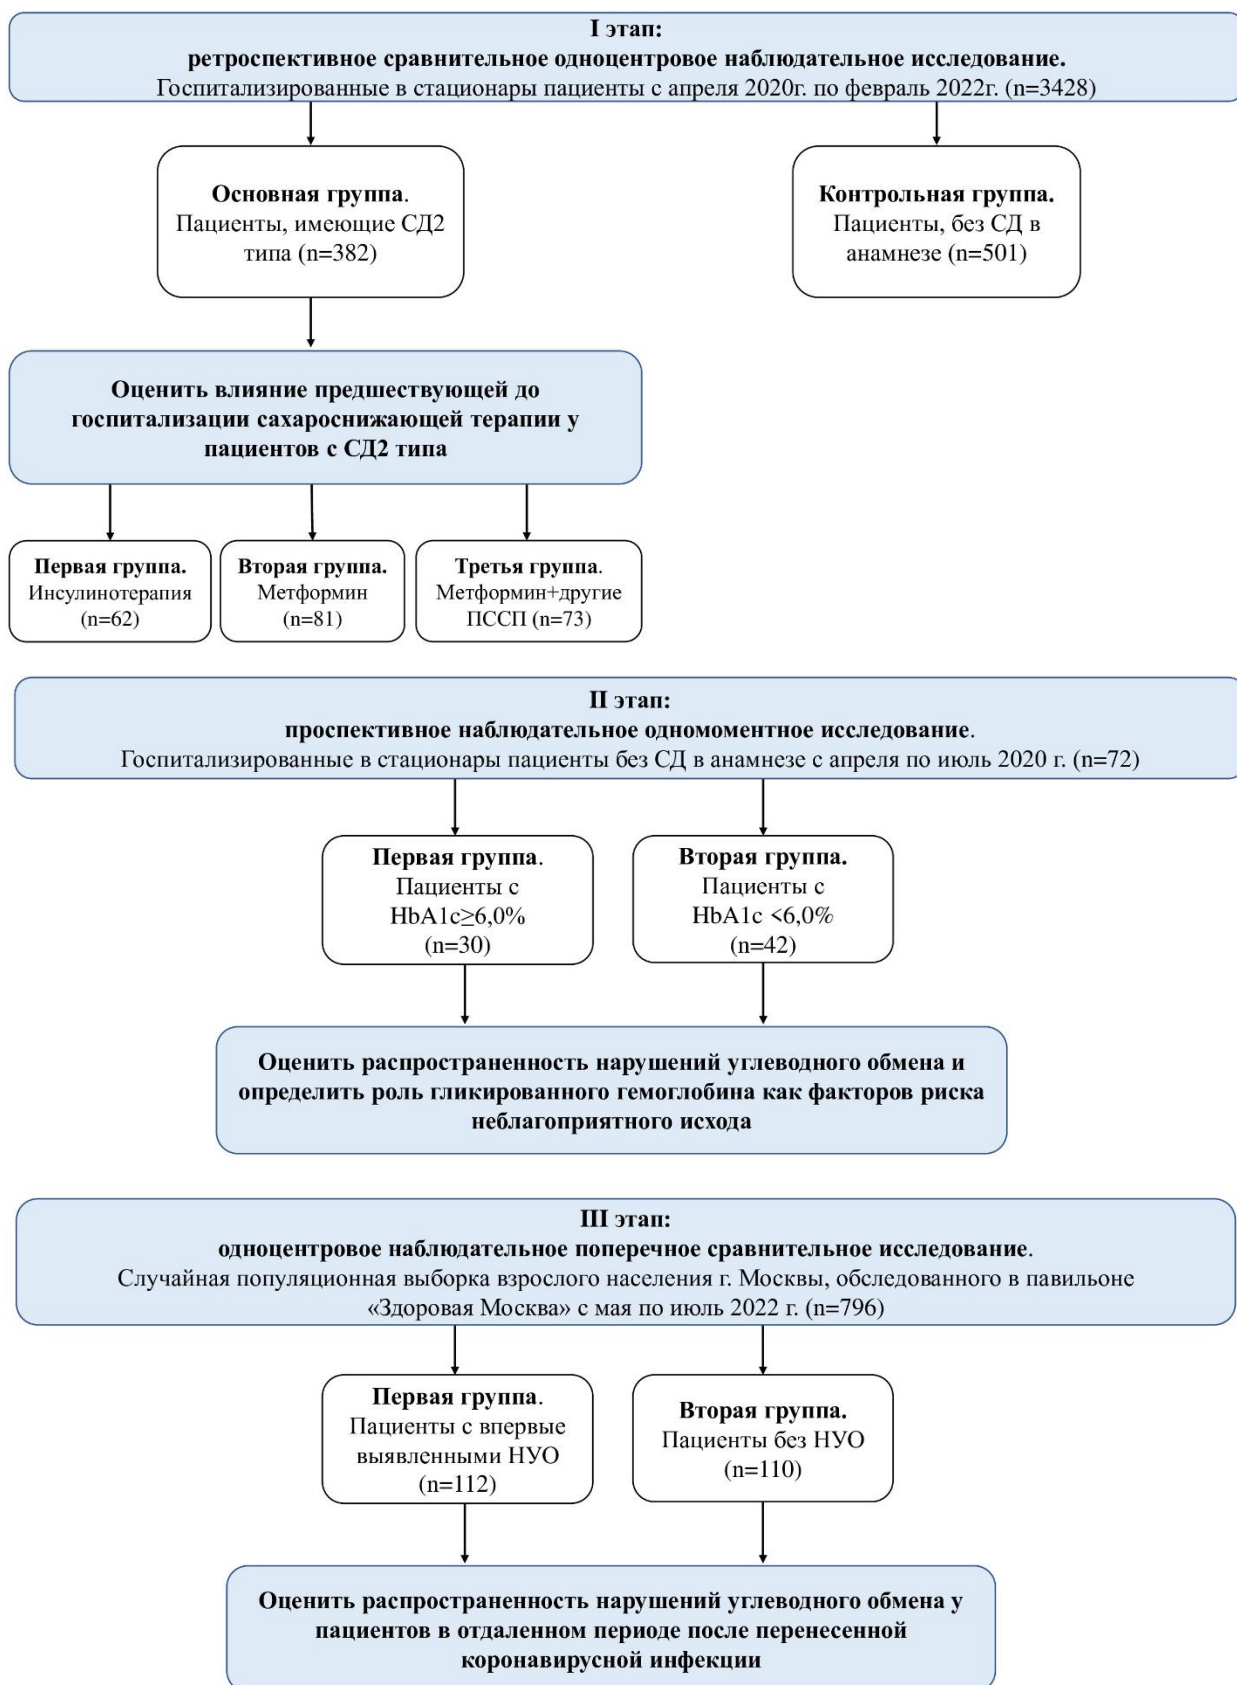 I этап:
ретроспективное сравнительное одноцентровое наблюдательное исследование.
Госпитализированные в стационары пациенты с апреля 2020г. по февраль 2022г. (n=3428)
Основная группа.
Пациенты, имеющие СД2
типа (n=382)
Контрольная группа.
Пациенты, без СД в
анамнезе (n=501)
Оценить влияние предшествующей до
госпитализации сахароснижающей терапии у
пациентов с СД2 типа
Первая группа.
Инсулинотерапия
(n=62)
Вторая группа.
Метформин
(n=81)
Третья группа.
Метформин+другие
ПССП (n=73)
II этап:
проспективное наблюдательное одномоментное исследование.
Госпитализированные в стационары пациенты без СД в анамнезе с апреля по июль 2020 г. (n=72)
Первая группа.
Пациенты с
HbA1c≥6,0%
(n=30)
Вторая группа.
Пациенты с
HbA1c <6,0%
(n=42)
Оценить распространенность нарушений углеводного обмена и
определить роль гликированного гемоглобина как факторов риска
неблагоприятного исхода
III этап:
одноцентровое наблюдательное поперечное сравнительное исследование.
Случайная популяционная выборка взрослого населения г. Москвы, обследованного в павильоне
«Здоровая Москва» с мая по июль 2022 г. (n=796)
Первая группа.
Пациенты с впервые
выявленными НУО
(n=112)
Вторая группа.
Пациенты без НУО
(n=110)
Оценить распространенность нарушений углеводного обмена у
пациентов в отдаленном периоде после перенесенной
коронавирусной инфекции